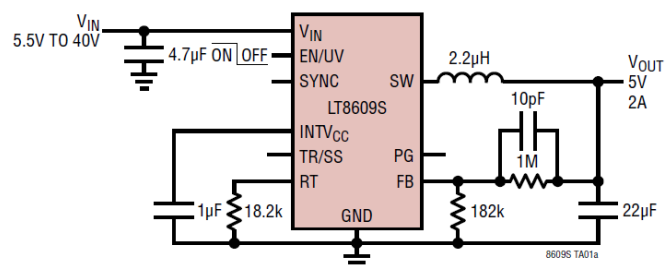 VIN
5.5V TO 40V
4.7µF
ON OFF
VIN
EN/UV
SYNC
INTVCC
TR/SS
RT
LT8609S
SW
PG
FB
GND
2.2µH
VOUT
5V
2A
10pF
1M
1µF
18.2k
182k
22µF
8609S TA01a